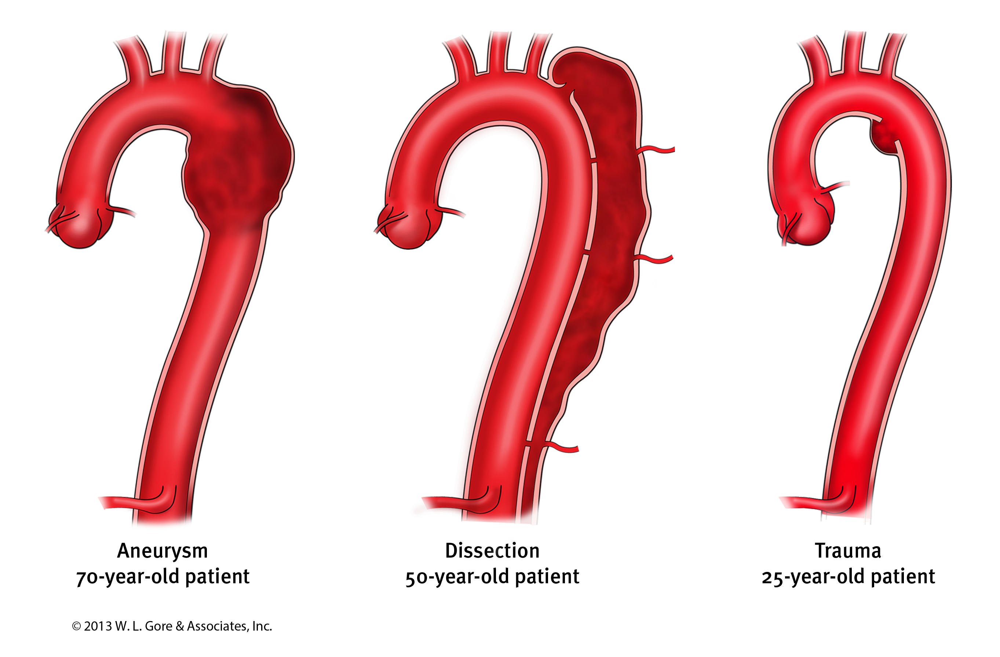 Aneurysm
70-year-old patient
Dissection
50-year-old patient
Trauma
25-year-old patient
© 2013 W. L. Gore & Associates, Inc.